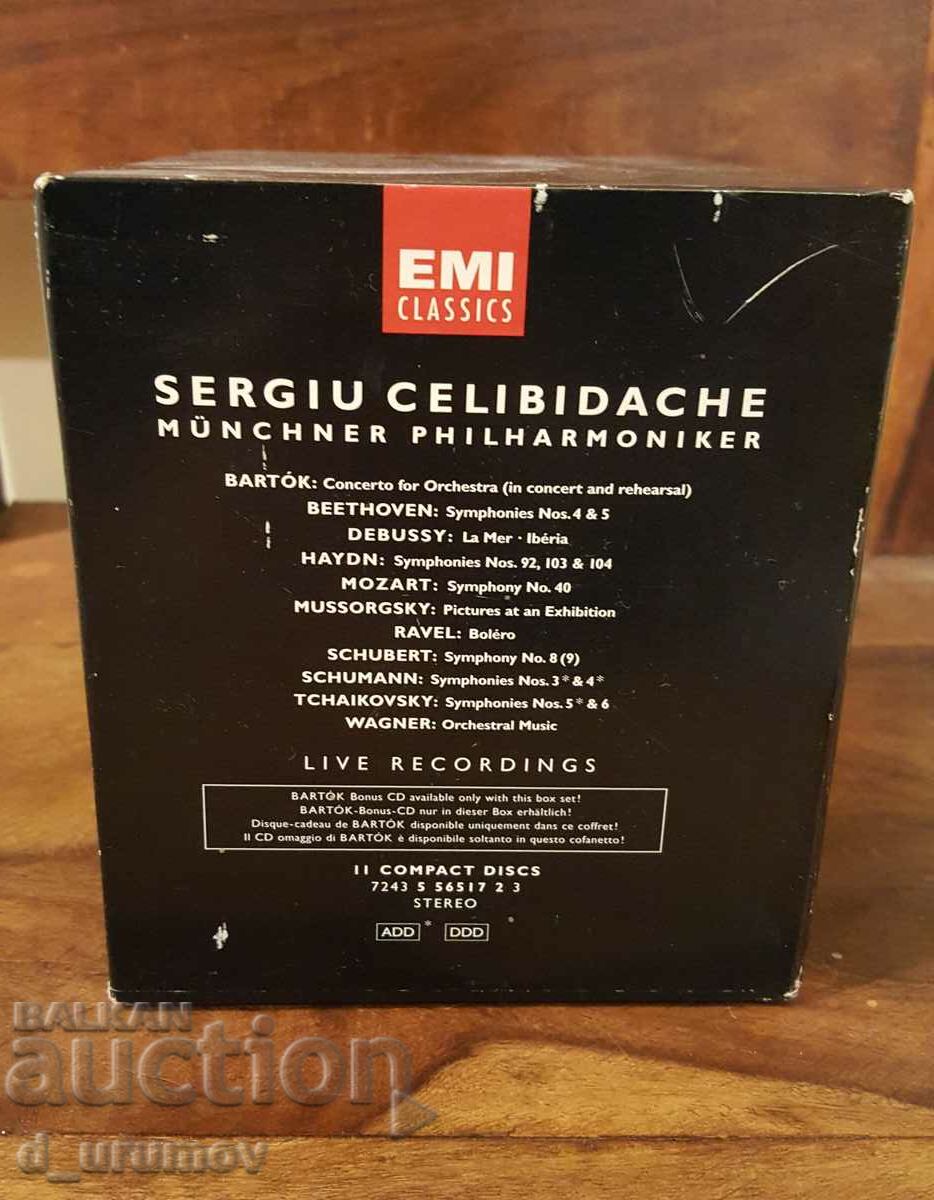 EMI
CLASSICS
SERGIU CELIBIDACHE
MÜNCHNER PHILHARMONIKER
BARTÓK: Concerto for Orchestra (in concert and rehearsal)
BEETHOVEN: Symphonies Nos. 4 & 5
DEBUSSY: La Mer · Ibéria
HAYDN: Symphonies Nos. 92, 103 & 104
MOZART: Symphony No. 40
MUSSORGSKY: Pictures at an Exhibition
RAVEL: Boléro
SCHUBERT: Symphony No. 8 (9)
SCHUMANN: Symphonies Nos. 3* & 4*
TCHAIKOVSKY: Symphonies Nos. 5* & 6
WAGNER: Orchestral Music
LIVE RECORDINGS
BARTÓK Bonus CD available only with this box set!
BARTÓK-Bonus-CD nur in dieser Box erhältlich!
Disque-cadeau de BARTÓK disponible uniquement dans ce coffret!
Il CD omaggio di BARTÓK è disponibile soltanto in questo cofanetto!
11 COMPACT DISCS
7243 5 56517 2 3
STEREO
ADD * DDD
BALKAN
auction
d_urumov